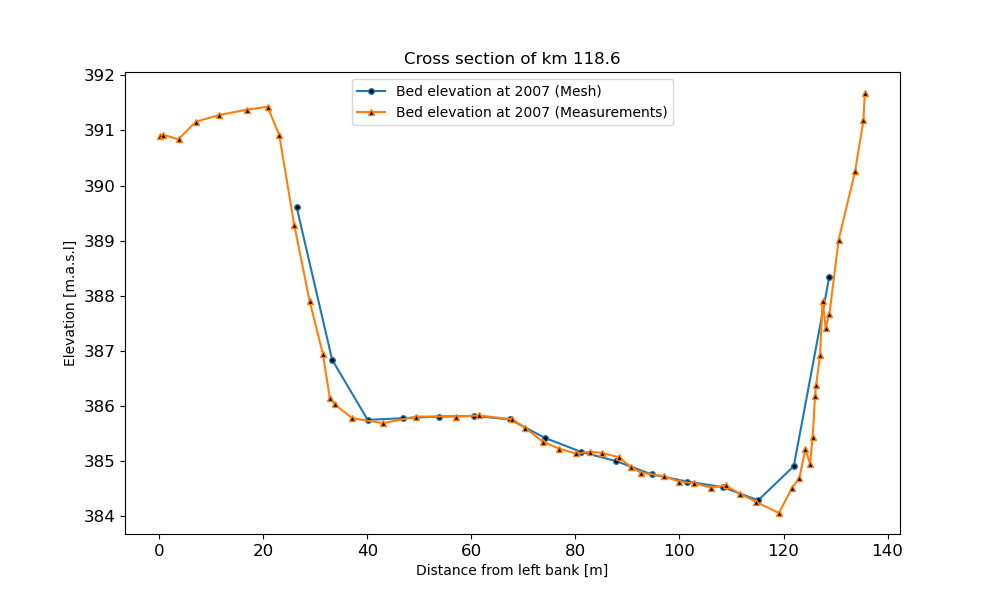 Cross section of km 118.6
Bed elevation at 2007 (Mesh)
Bed elevation at 2007 (Measurements)
392
391
390
389
388
387
386
385
384
Elevation [m.a.s.l]
0 20 40 60 80 100 120 140
Distance from left bank [m]